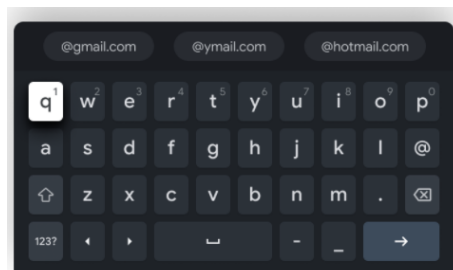 @gmail.com @ymail.com @hotmail.com
q1 w2 e3 r4 t5 y6 u7 i8 o9 p0
a s d f g h j k l @
z x c v b n m .
123? - _